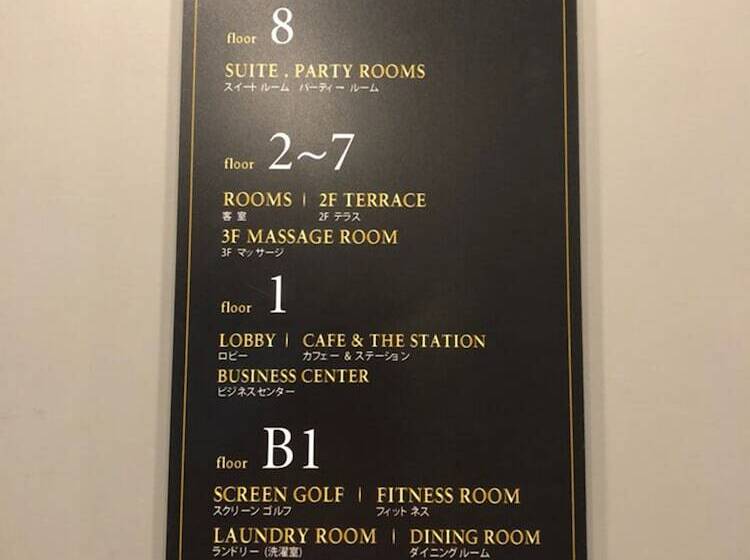 floor 8
SUITE . PARTY ROOMS
スイート ルーム パーティー ルーム
floor 2~7
ROOMS | 2F TERRACE
客 室 2F テラス
3F MASSAGE ROOM
3F マッサージ
floor 1
LOBBY | CAFE & THE STATION
ロビー カフェー & ステーション
BUSINESS CENTER
ビジネスセンター
floor B1
SCREEN GOLF | FITNESS ROOM
スクリーン ゴルフ フィット ネス
LAUNDRY ROOM | DINING ROOM
ランドリー (洗濯室) ダイニング ルーム